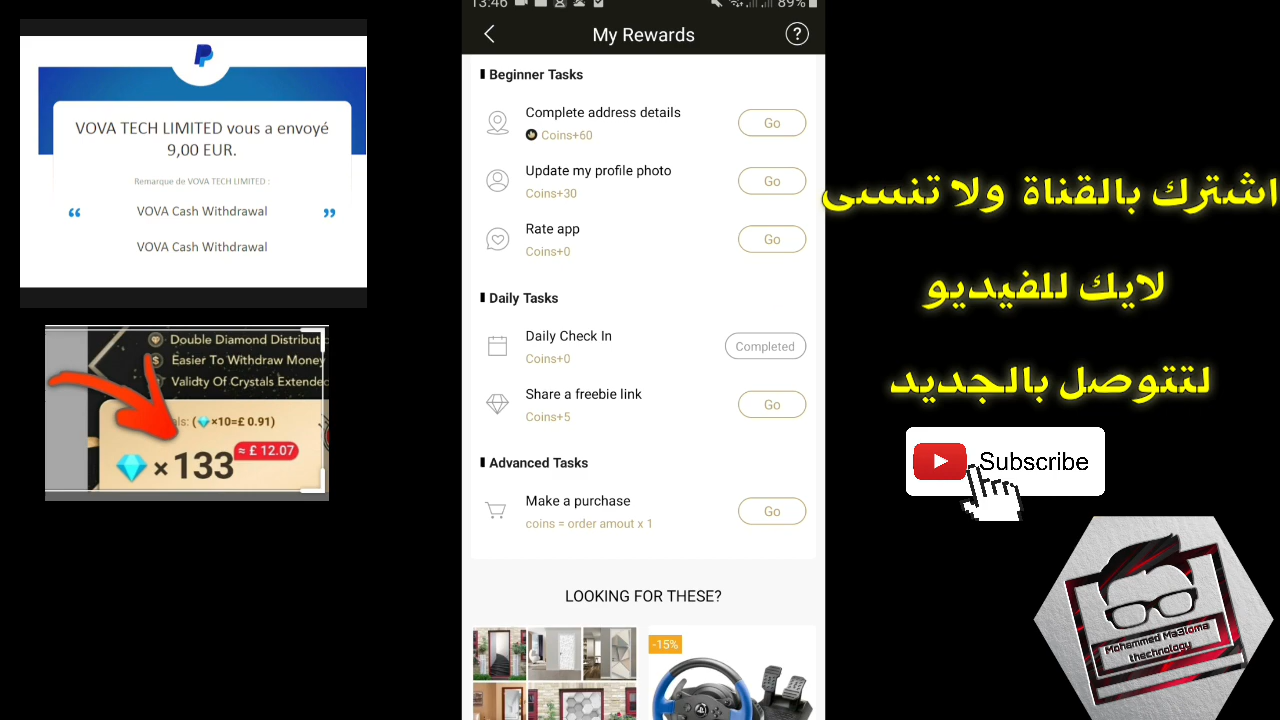 VOVA TECH LIMITED vous a envoyé
9,00 EUR.
Remarque de VOVA TECH LIMITED :
“ VOVA Cash Withdrawal ”
VOVA Cash Withdrawal
Double Diamond Distributi
$ Easier To Withdraw Money
Validty Of Crystals Extended
(💎×10=£ 0.91)
≈ £ 12.07
×133
13:46
89%
My Rewards
?
Beginner Tasks
Complete address details
Coins+60
Go
Update my profile photo
Coins+30
Go
Rate app
Coins+0
Go
Daily Tasks
Daily Check In
Coins+0
Completed
Share a freebie link
Coins+5
Go
Advanced Tasks
Make a purchase
coins = order amout x 1
Go
LOOKING FOR THESE?
-15%
اشترك بالقناة ولا تنسى
لايك للفيديو
لتتوصل بالجديد
Subscribe
Mohammed Ma3loma
thechnology